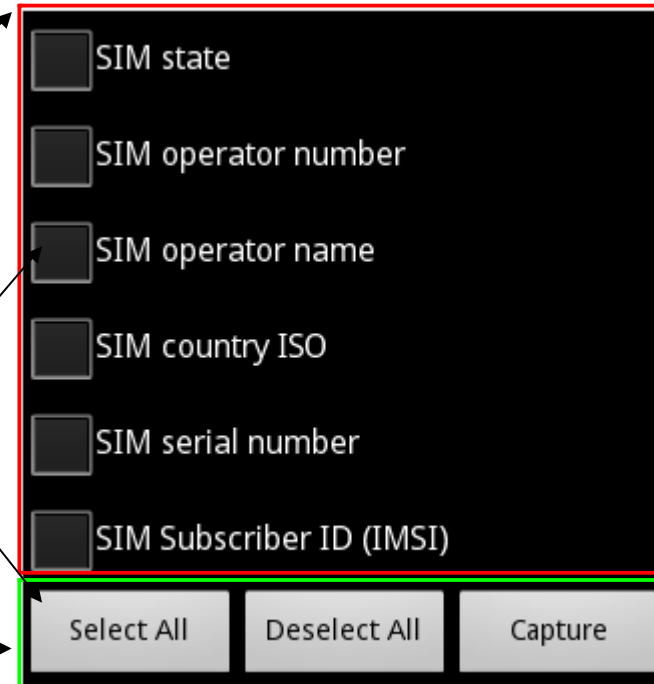 SIM state
SIM operator number
SIM operator name
SIM country ISO
SIM serial number
SIM Subscriber ID (IMSI)
Select All Deselect All Capture